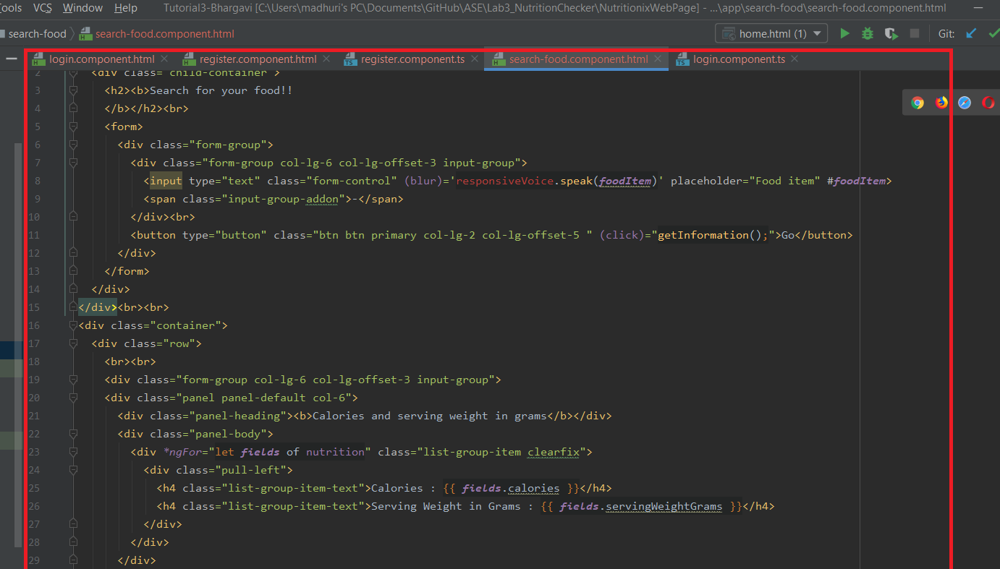 ools VCS Window Help Tutorial3-Bhargavi [C:\Users\madhuri's PC\Documents\GitHub\ASE\Lab3_NutritionChecker\NutritionixWebPage] - ...\app\search-food\search-food.component.html
search-food search-food.component.html home.html (1) Git:
login.component.html register.component.html register.component.ts search-food.component.html login.component.ts
2 <div class="child-container">
3 <h2><b>Search for your food!!
4 </b></h2><br>
5 <form>
6 <div class="form-group">
7 <div class="form-group col-lg-6 col-lg-offset-3 input-group">
8 <input type="text" class="form-control" (blur)='responsiveVoice.speak(foodItem)' placeholder="Food item" #foodItem>
9 <span class="input-group-addon">-</span>
10 </div><br>
11 <button type="button" class="btn btn primary col-lg-2 col-lg-offset-5 " (click)="getInformation();">Go</button>
12 </div>
13 </form>
14 </div>
15 </div><br><br>
16 <div class="container">
17 <div class="row">
18 <br><br>
19 <div class="form-group col-lg-6 col-lg-offset-3 input-group">
20 <div class="panel panel-default col-6">
21 <div class="panel-heading"><b>Calories and serving weight in grams</b></div>
22 <div class="panel-body">
23 <div *ngFor="let fields of nutrition" class="list-group-item clearfix">
24 <div class="pull-left">
25 <h4 class="list-group-item-text">Calories : {{ fields.calories }}</h4>
26 <h4 class="list-group-item-text">Serving Weight in Grams : {{ fields.servingWeightGrams }}</h4>
27 </div>
28 </div>
29 </div>